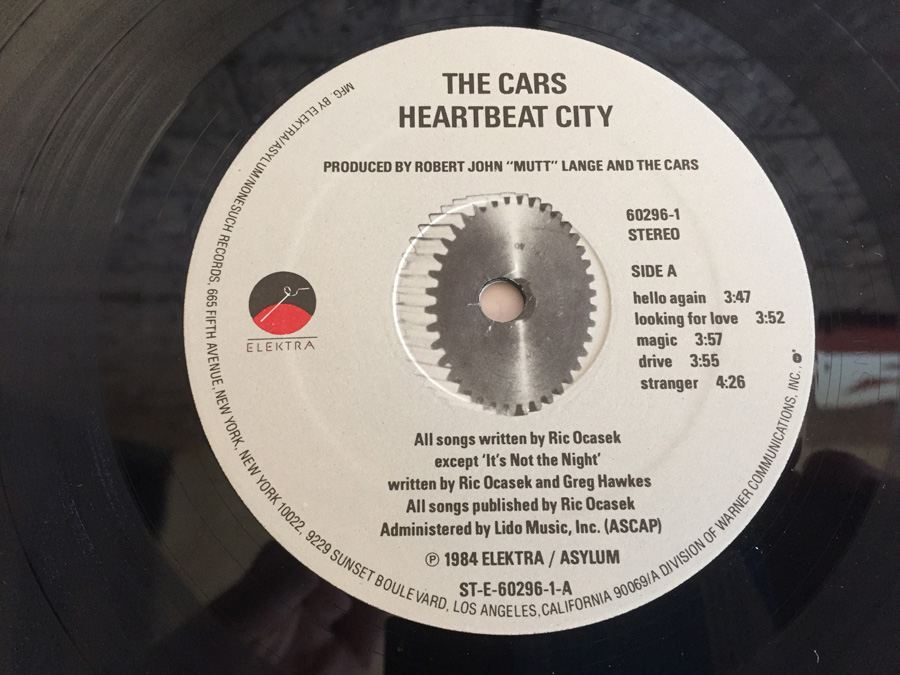 THE CARS
HEARTBEAT CITY
PRODUCED BY ROBERT JOHN "MUTT" LANGE AND THE CARS
60296-1
STEREO
SIDE A
hello again 3:47
looking for love 3:52
magic 3:57
drive 3:55
stranger 4:26
ELEKTRA
All songs written by Ric Ocasek
except 'It's Not the Night'
written by Ric Ocasek and Greg Hawkes
All songs published by Ric Ocasek
Administered by Lido Music, Inc. (ASCAP)
℗ 1984 ELEKTRA / ASYLUM
ST-E-60296-1-A
MFG. BY ELEKTRA/ASYLUM/NONESUCH RECORDS, 665 FIFTH AVENUE, NEW YORK, NEW YORK 10022, 9229 SUNSET BOULEVARD, LOS ANGELES, CALIFORNIA 90069/A DIVISION OF WARNER COMMUNICATIONS, INC.,